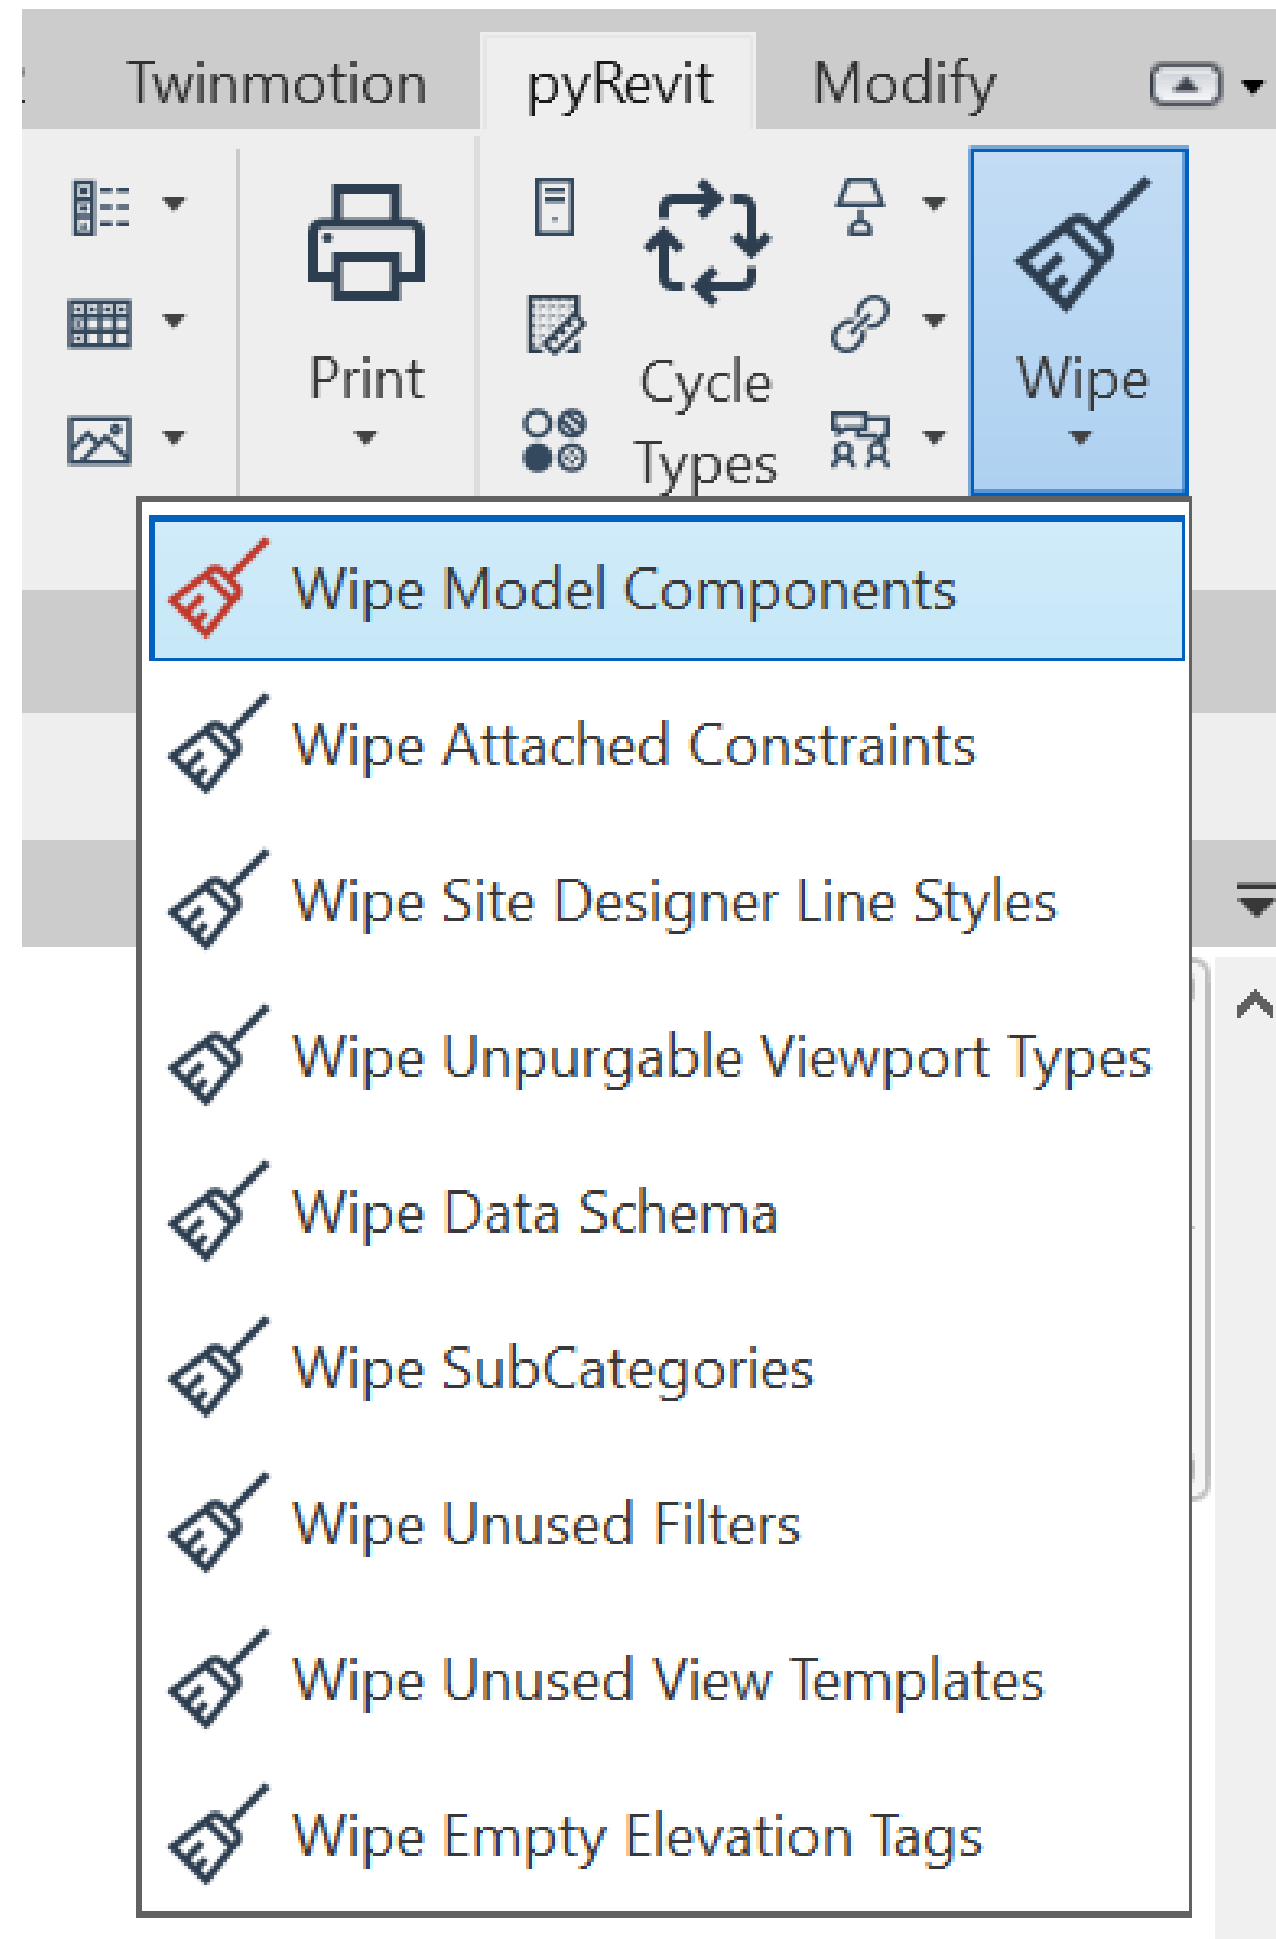 Twinmotion pyRevit Modify
Print
Cycle
Types
Wipe
Wipe Model Components
Wipe Attached Constraints
Wipe Site Designer Line Styles
Wipe Unpurgable Viewport Types
Wipe Data Schema
Wipe SubCategories
Wipe Unused Filters
Wipe Unused View Templates
Wipe Empty Elevation Tags